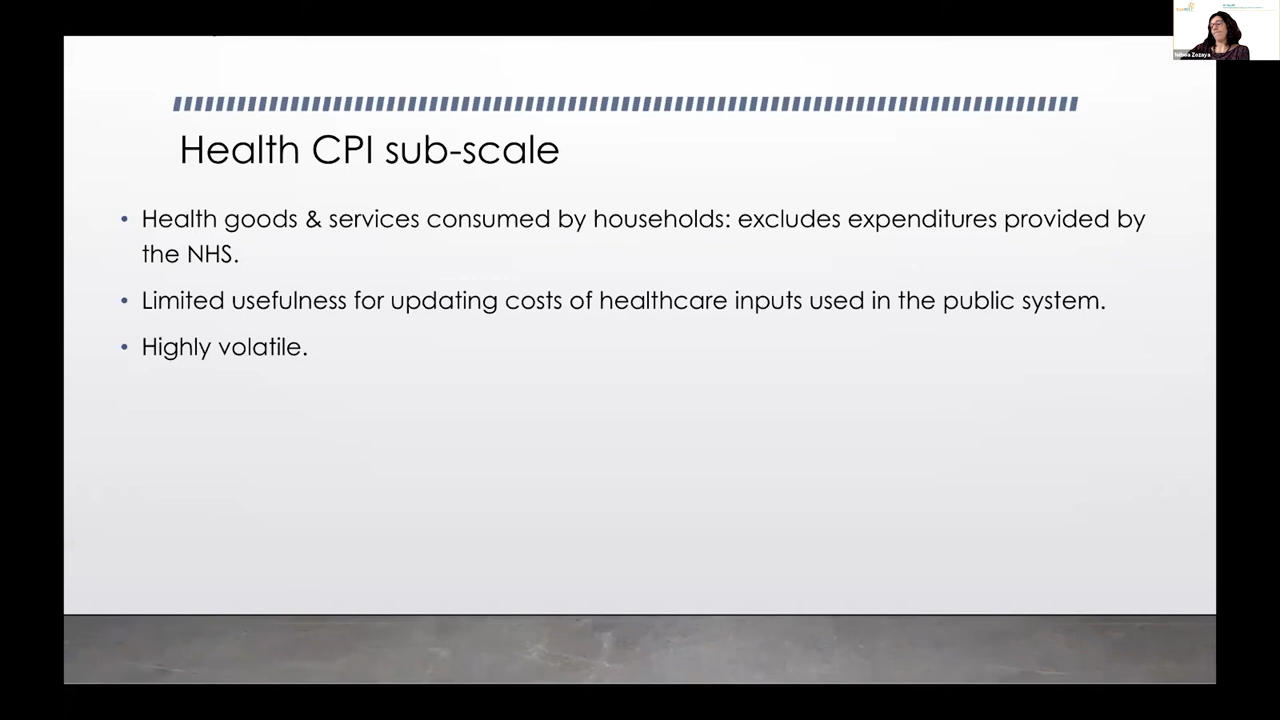 Health CPI sub-scale
• Health goods & services consumed by households: excludes expenditures provided by
the NHS.
• Limited usefulness for updating costs of healthcare inputs used in the public system.
• Highly volatile.
Zozaya